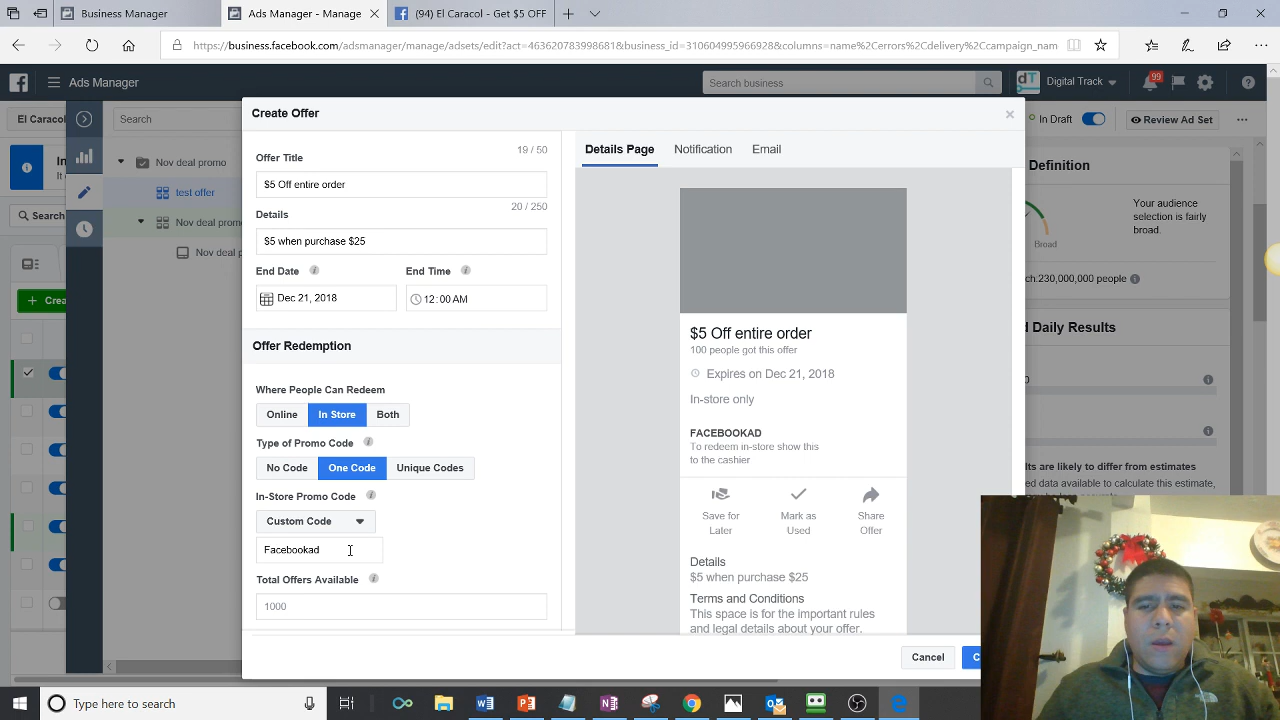 Business Manager
Ads Manager - Manage A
(94) El Caracol - Get $5 OFF
https://business.facebook.com/adsmanager/manage/adsets/edit?act=463620783998681&business_id=310604995966928&columns=name%2Cerrors%2Cdelivery%2Ccampaign_nam
Ads Manager
Search business
Digital Track
99
El Caracol
Search
In Draft
Review Ad Set
Create Offer
In
It
Search
Crea
Nov deal promo
test offer
Nov deal prom
Nov deal p
19 / 50
Offer Title
$5 Off entire order
20 / 250
Details
$5 when purchase $25
End Date
End Time
Dec 21, 2018
12:00 AM
Offer Redemption
Where People Can Redeem
Online
In Store
Both
Type of Promo Code
No Code
One Code
Unique Codes
In-Store Promo Code
Custom Code
Facebookad
Total Offers Available
1000
Details Page
Notification
Email
$5 Off entire order
100 people got this offer
Expires on Dec 21, 2018
In-store only
FACEBOOKAD
To redeem in-store show this
to the cashier
Save for
Later
Mark as
Used
Share
Offer
Details
$5 when purchase $25
Terms and Conditions
This space is for the important rules
and legal details about your offer.
Cancel
C
Definition
Your audience
selection is fairly
broad.
Broad
ch:230,000,000 people
d Daily Results
0
lts are likely to differ from estimates
ed data available to calculate this estimate,
Type here to search